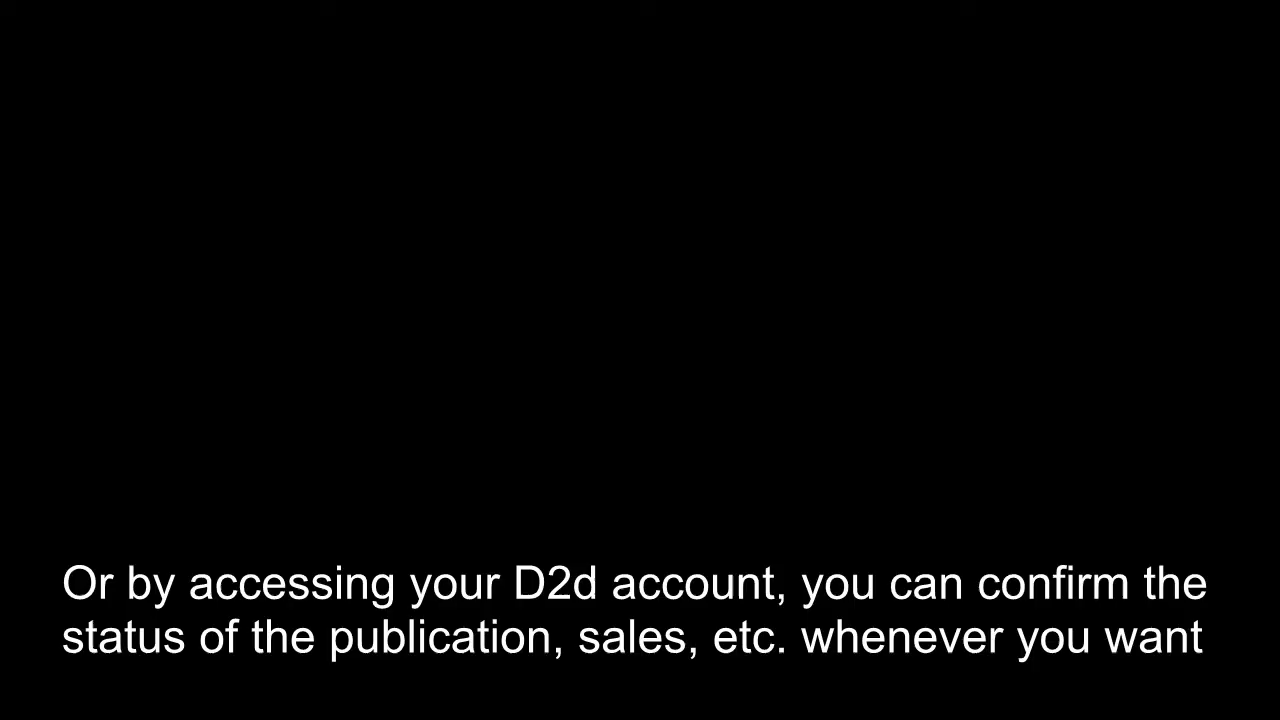 Or by accessing your D2d account, you can confirm the
status of the publication, sales, etc. whenever you want